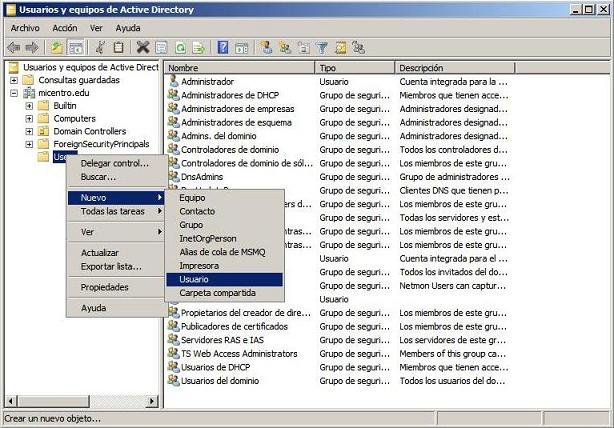 Usuarios y equipos de Active Directory
Archivo Acción Ver Ayuda
Usuarios y equipos de Active Direct
Consultas guardadas
micentro.edu
Builtin
Computers
Domain Controllers
ForeignSecurityPrincipals
Delegar control...
Buscar...
Nuevo
Todas las tareas
Ver
Actualizar
Exportar lista...
Propiedades
Ayuda
Equipo
Contacto
Grupo
InetOrgPerson
Alias de cola de MSMQ
Impresora
Usuario
Carpeta compartida
Nombre Tipo Descripción
Administrador Usuario Cuenta integrada para la ...
Administradores de DHCP Grupo de seguri... Miembros que tienen acce...
Administradores de empresas Grupo de seguri... Administradores designad...
Administradores de esquema Grupo de seguri... Administradores designad...
Admins. del dominio Grupo de seguri... Administradores designad...
Controladores de dominio Grupo de seguri... Todos los controladores d...
Controladores de dominio de sól... Grupo de seguri... Los miembros de este gru...
DnsAdmins Grupo de seguri... Grupo de administradores ...
Grupo de seguri... Clientes DNS que tienen p...
Grupo de seguri... Los miembros de este gru...
Grupo de seguri... Todos los servidores y est...
Grupo de seguri... Los miembros de este gru...
Grupo de seguri... Los miembros de este gru...
Usuario Cuenta integrada para el ...
Grupo de seguri... Todos los invitados del do...
Grupo de seguri... Netmon Users can captur...
Usuario
Propietarios del creador de dire... Grupo de seguri... Los miembros de este gru...
Publicadores de certificados Grupo de seguri... Los miembros de este gru...
Servidores RAS e IAS Grupo de seguri... Los servidores de este gr...
TS Web Access Administrators Grupo de seguri... Members of this group ca...
Usuarios de DHCP Grupo de seguri... Miembros que tienen acce...
Usuarios del dominio Grupo de seguri... Todos los usuarios del do...
Crear un nuevo objeto...